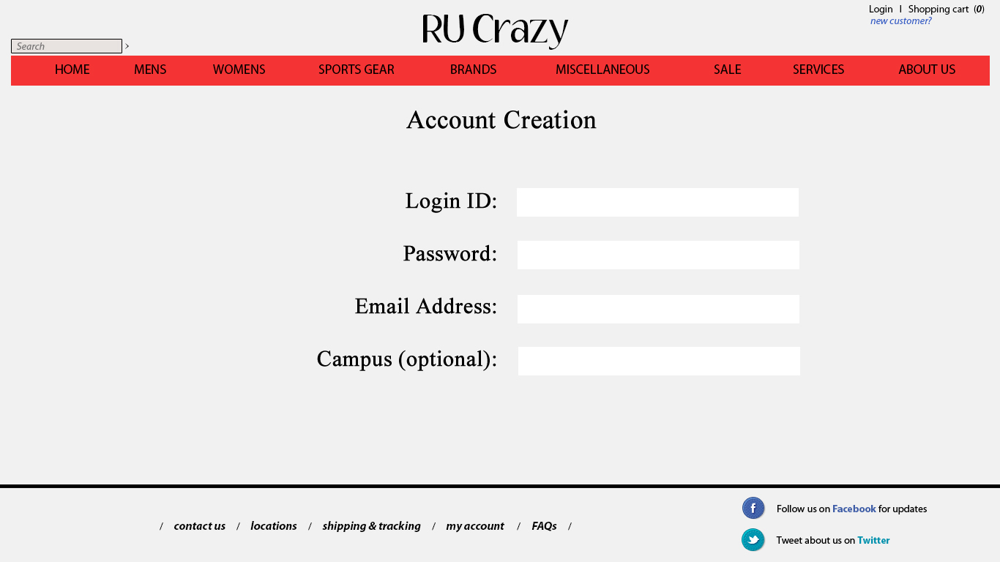 Login | Shopping cart (0)
new customer?
RU Crazy
Search >
HOME MENS WOMENS SPORTS GEAR BRANDS MISCELLANEOUS SALE SERVICES ABOUT US
Account Creation
Login ID:
Password:
Email Address:
Campus (optional):
/ contact us / locations / shipping & tracking / my account / FAQs /
f Follow us on Facebook for updates
Tweet about us on Twitter